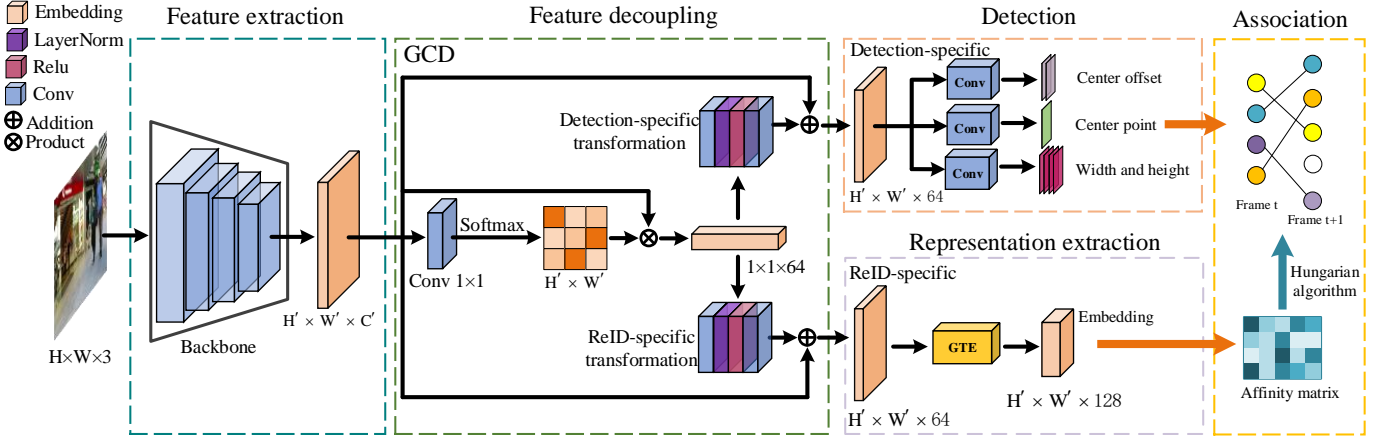 Embedding
LayerNorm
Relu
Conv
Addition
Product
H×W×3
Feature extraction
Backbone
H′ × W′ × C′
Feature decoupling
GCD
Detection-specific
transformation
Softmax
Conv 1×1
H′ × W′
1×1×64
ReID-specific
transformation
Detection
Detection-specific
H′ × W′ × 64
Conv
Conv
Conv
Center offset
Center point
Width and height
Representation extraction
ReID-specific
H′ × W′ × 64
GTE
Embedding
H′ × W′ × 128
Association
Frame t
Frame t+1
Hungarian
algorithm
Affinity matrix